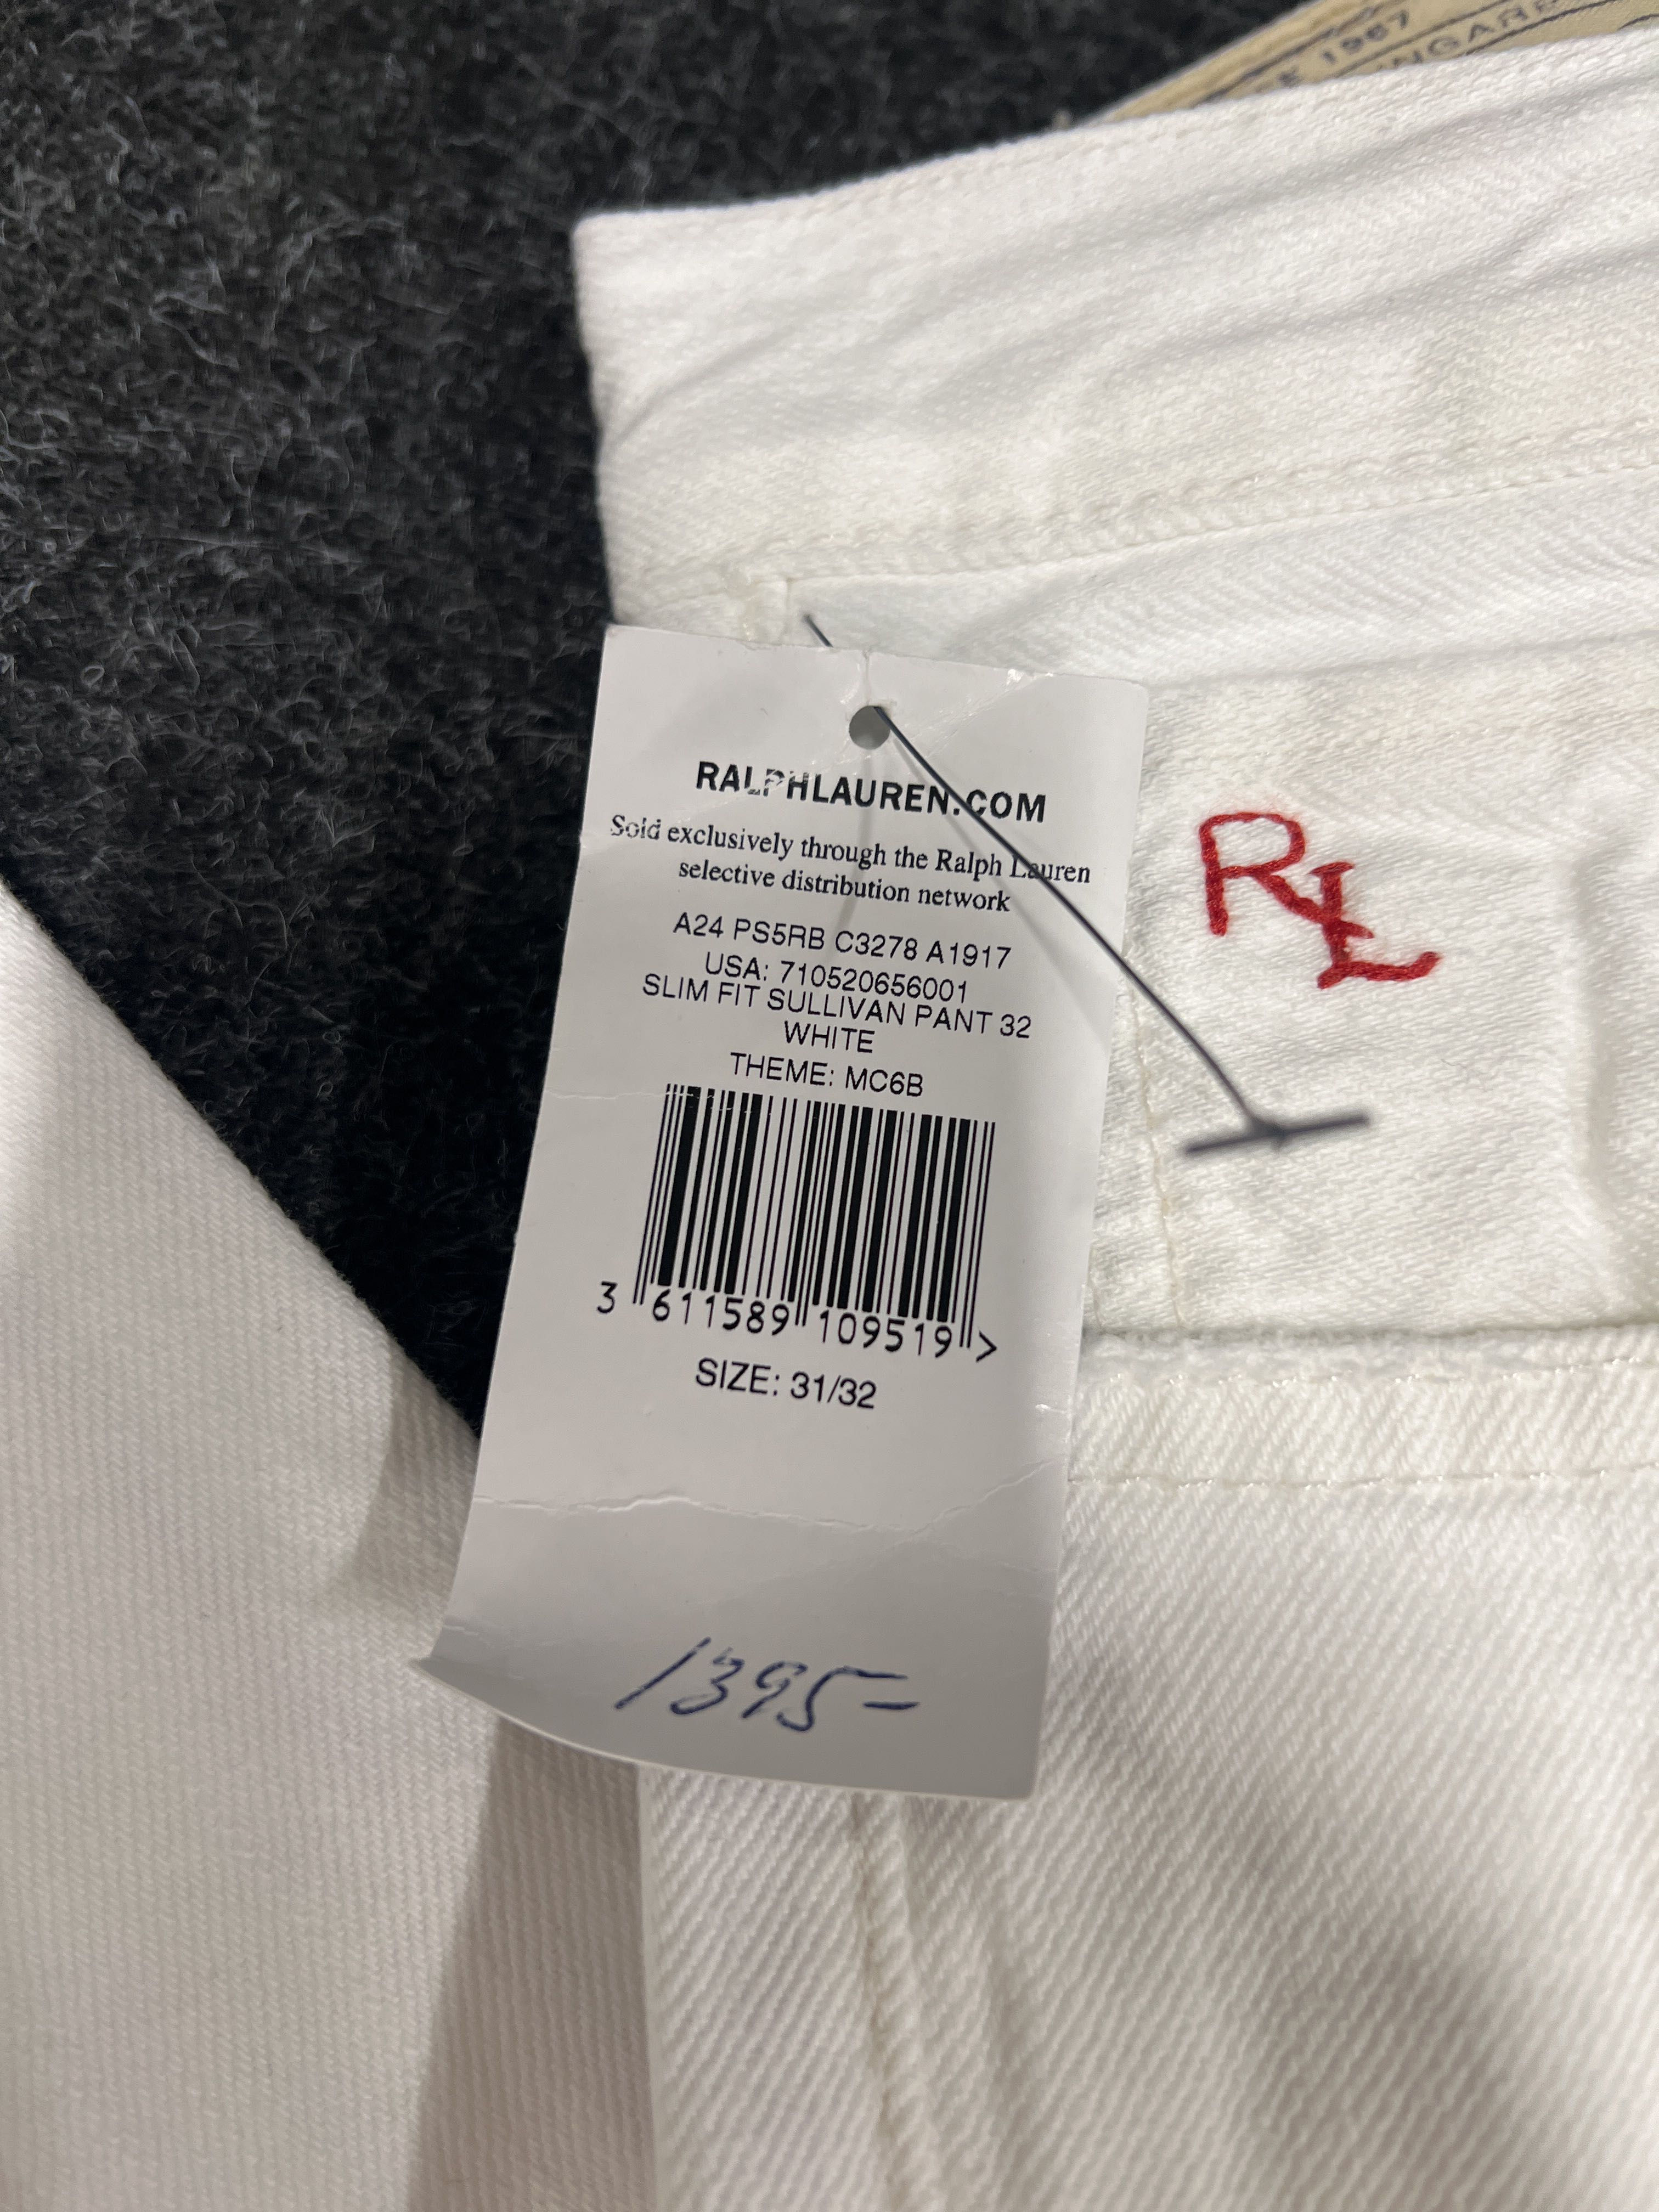 1967
RALPHLAUREN.COM
Sold exclusively through the Ralph Lauren
selective distribution network
A24 PS5RB C3278 A1917
USA: 710520656001
SLIM FIT SULLIVAN PANT 32
WHITE
THEME: MC6B
3 611589 109519 >
SIZE: 31/32
1395=
RL